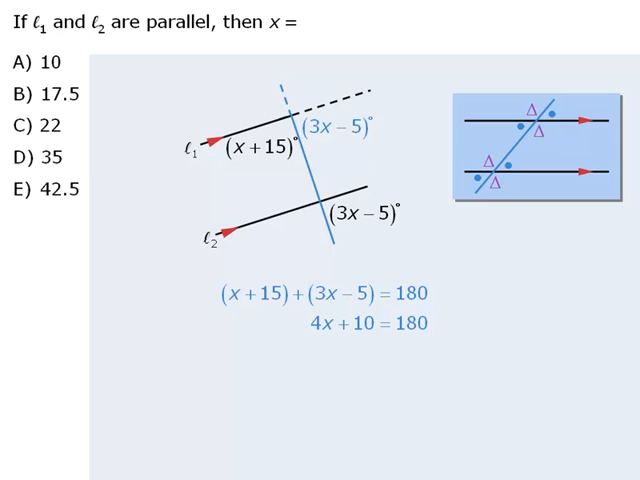 If ℓ₁ and ℓ₂ are parallel, then x =
A) 10
B) 17.5
C) 22
D) 35
E) 42.5
(3x − 5)°
ℓ₁
(x + 15)°
(3x − 5)°
ℓ₂
Δ
Δ
Δ
Δ
(x + 15) + (3x − 5) = 180
4x + 10 = 180